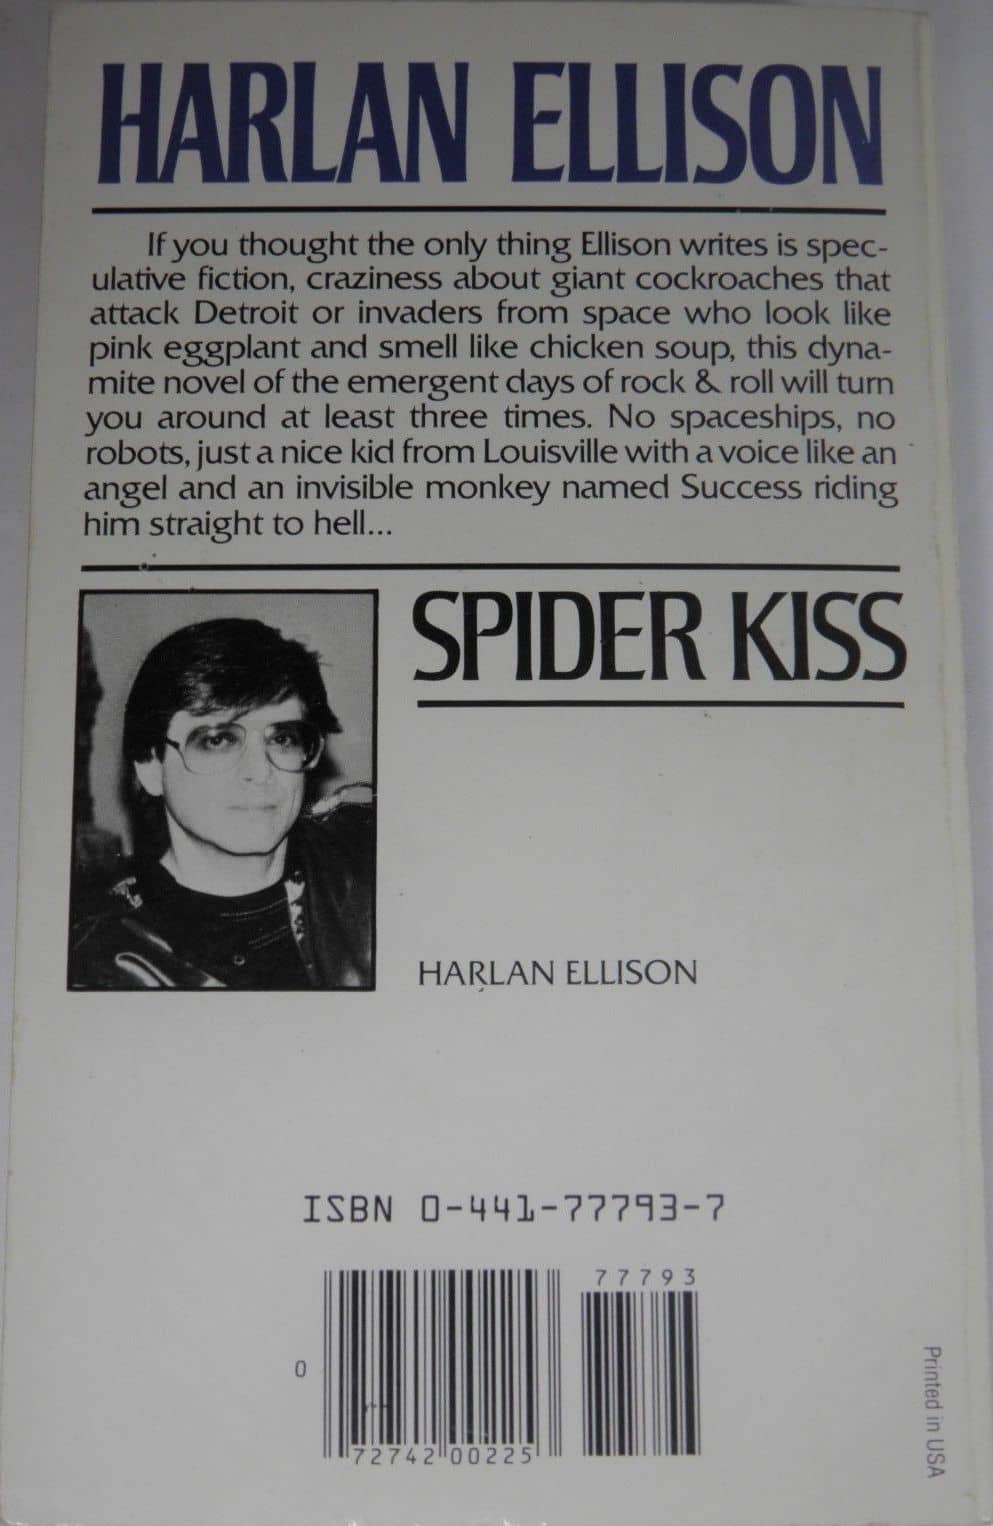 HARLAN ELLISON
If you thought the only thing Ellison writes is spec-
ulative fiction, craziness about giant cockroaches that
attack Detroit or invaders from space who look like
pink eggplant and smell like chicken soup, this dyna-
mite novel of the emergent days of rock & roll will turn
you around at least three times. No spaceships, no
robots, just a nice kid from Louisville with a voice like an
angel and an invisible monkey named Success riding
him straight to hell...
SPIDER KISS
HARLAN ELLISON
ISBN 0-441-77793-7
77793
0
72742 00225
Printed in USA